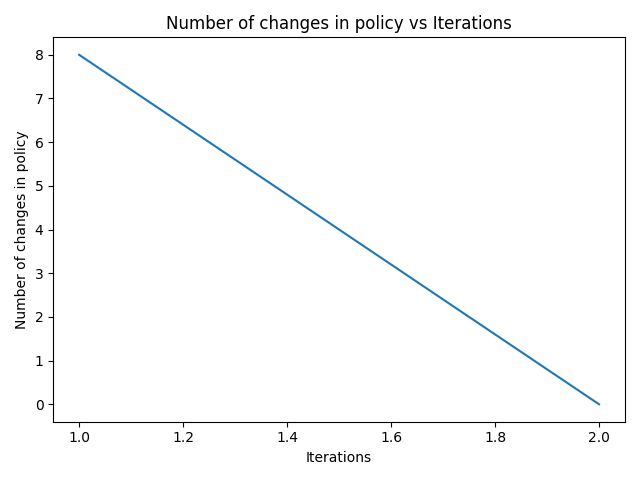 Number of changes in policy vs Iterations
Number of changes in policy
8
7
6
5
4
3
2
1
0
1.0 1.2 1.4 1.6 1.8 2.0
Iterations